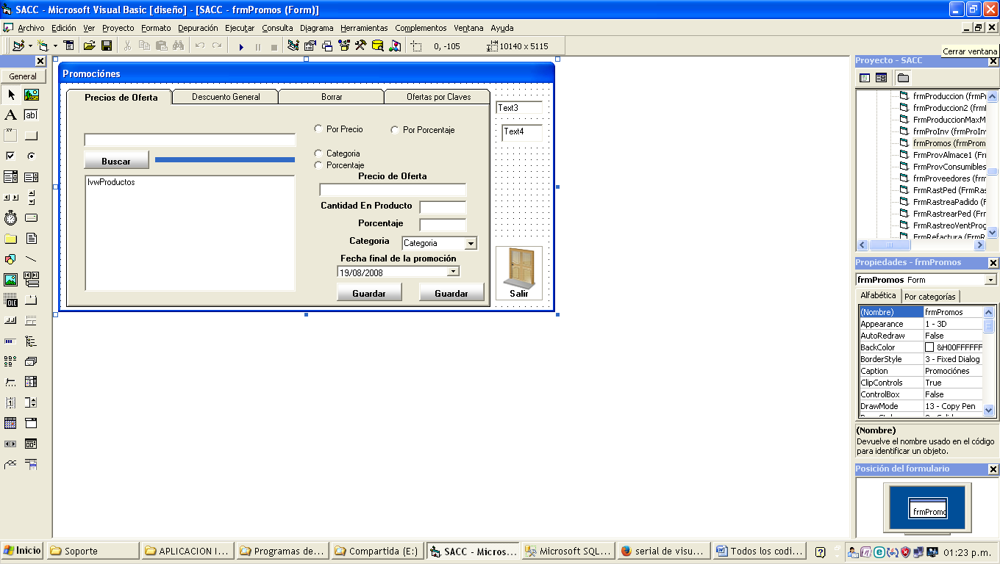 SACC - Microsoft Visual Basic [diseño] - [SACC - frmPromos (Form)]
Archivo Edición Ver Proyecto Formato Depuración Ejecutar Consulta Diagrama Herramientas Complementos Ventana Ayuda
0, -105 10140 x 5115
Cerrar ventana
General
A
ab
xy
OLE
Promociónes
Precios de Oferta Descuento General Borrar Ofertas por Claves
Por Precio Por Porcentaje
Buscar
Categoria
Porcentaje
lvwProductos
Precio de Oferta
Cantidad En Producto
Porcentaje
Categoria Categoria
Fecha final de la promoción
19/08/2008
Guardar Guardar
Text3
Text4
Salir
Proyecto - SACC
frmProduccion (frmPr
frmProduccion2 (frml
FrmProduccionMaxM
frmProInv (frmProInv
frmPromos (frmProm
FrmProvAlmace1 (Frr
FrmProvConsumibles
frmProveedores (frm
FrmRastPed (FrmRas
FrmRastreaPadido (F
FrmRastrearPed (Frr
FrmRastreoVentProg
FrmRefactura (FrmR
Propiedades - frmPromos
frmPromos Form
Alfabética Por categorías
(Nombre) frmPromos
Appearance 1 - 3D
AutoRedraw False
BackColor &H00FFFFFF
BorderStyle 3 - Fixed Dialog
Caption Promociónes
ClipControls True
ControlBox False
DrawMode 13 - Copy Pen
(Nombre)
Devuelve el nombre usado en el código
para identificar un objeto.
Posición del formulario
frmPromo
Inicio Soporte APLICACION I... Programas de... Compartida (E:) SACC - Micros... Microsoft SQL... serial de visu... Todos los codi... 01:23 p.m.